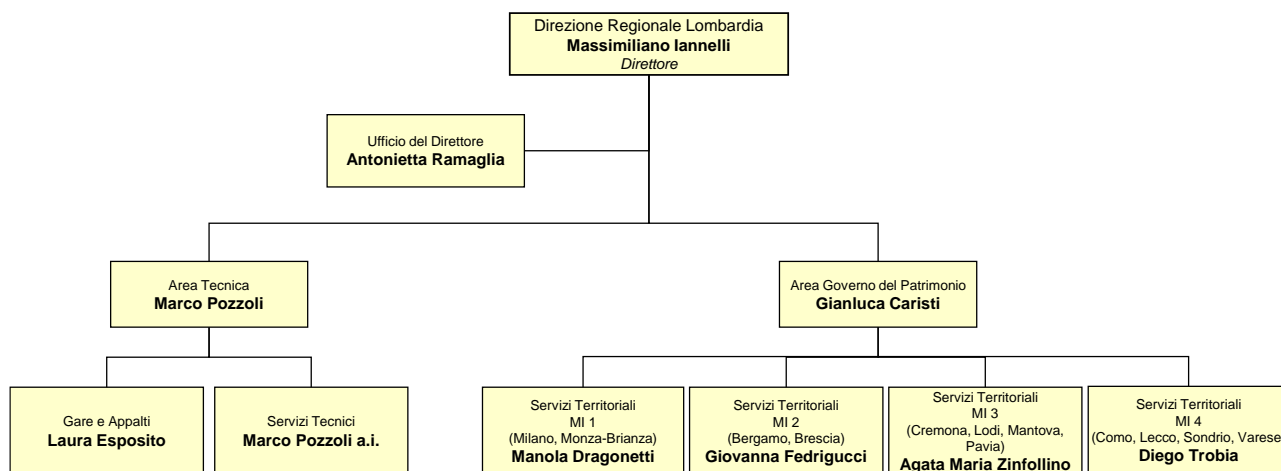 Direzione Regionale Lombardia
Massimiliano Iannelli
Direttore
Ufficio del Direttore
Antonietta Ramaglia
Area Tecnica
Marco Pozzoli
Area Governo del Patrimonio
Gianluca Caristi
Gare e Appalti
Laura Esposito
Servizi Tecnici
Marco Pozzoli a.i.
Servizi Territoriali
MI 1
(Milano, Monza-Brianza)
Manola Dragonetti
Servizi Territoriali
MI 2
(Bergamo, Brescia)
Giovanna Fedrigucci
Servizi Territoriali
MI 3
(Cremona, Lodi, Mantova,
Pavia)
Agata Maria Zinfollino
Servizi Territoriali
MI 4
(Como, Lecco, Sondrio, Varese
Diego Trobia